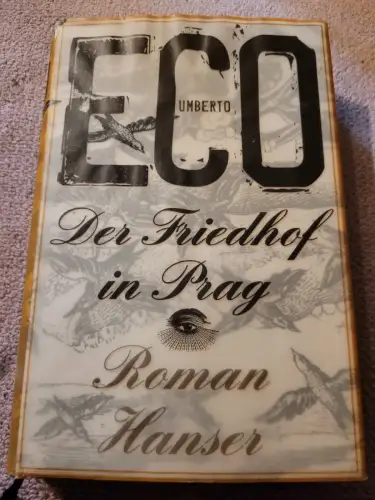 ECO
UMBERTO
Der Friedhof
in Prag
Roman
Hanser